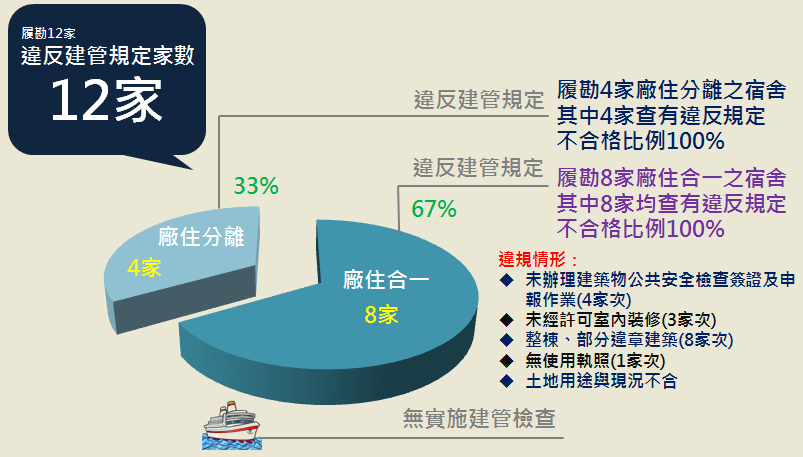 履勘12家
違反建管規定家數
12家
違反建管規定
履勘4家廠住分離之宿舍
其中4家查有違反規定
不合格比例100%
33%
違反建管規定
67%
履勘8家廠住合一之宿舍
其中8家均查有違反規定
不合格比例100%
廠住分離
4家
廠住合一
8家
違規情形：
◆ 未辦理建築物公共安全檢查簽證及申
報作業(4家次)
◆ 未經許可室內裝修(3家次)
◆ 整棟、部分違章建築(8家次)
◆ 無使用執照(1家次)
◆ 土地用途與現況不合
無實施建管檢查